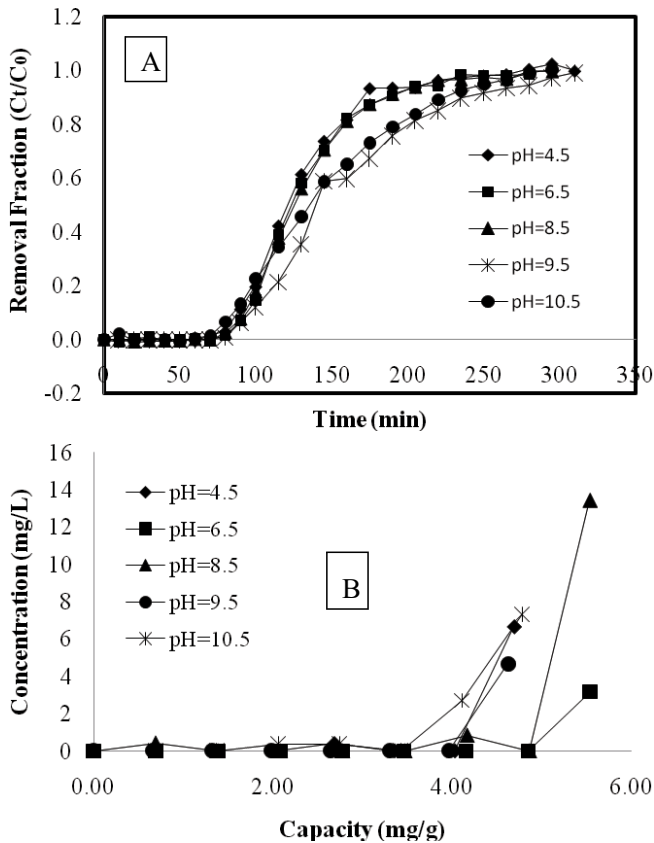 1.2
1.0
0.8
0.6
0.4
0.2
0.0
-0.2
Removal Fraction (Ct/Co)
A
pH=4.5
pH=6.5
pH=8.5
pH=9.5
pH=10.5
0 50 100 150 200 250 300 350
Time (min)
16
14
12
10
8
6
4
2
0
Concentration (mg/L)
pH=4.5
pH=6.5
pH=8.5
pH=9.5
pH=10.5
B
0.00 2.00 4.00 6.00
Capacity (mg/g)